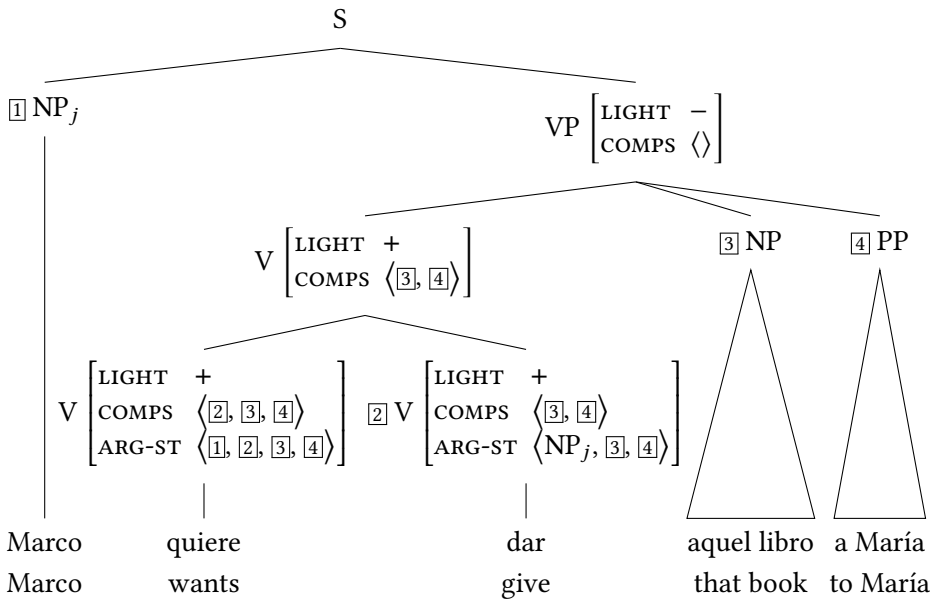 S
1 NP_j
VP [LIGHT − COMPS ⟨⟩]
V [LIGHT + COMPS ⟨3, 4⟩]
3 NP
4 PP
V [LIGHT + COMPS ⟨2, 3, 4⟩ ARG-ST ⟨1, 2, 3, 4⟩]
2 V [LIGHT + COMPS ⟨3, 4⟩ ARG-ST ⟨NP_j, 3, 4⟩]
Marco quiere dar aquel libro a María
Marco wants give that book to María